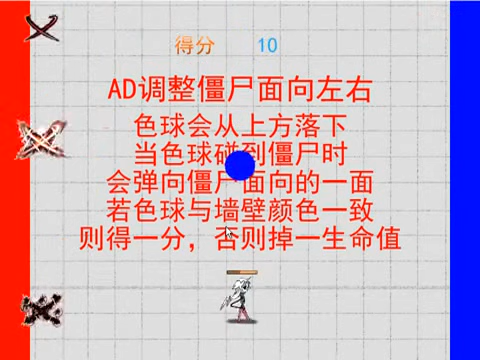 得分 10
AD调整僵尸面向左右
色球会从上方落下
当色球碰到僵尸时
会弹向僵尸面向的一面
若色球与墙壁颜色一致
则得一分，否则掉一生命值